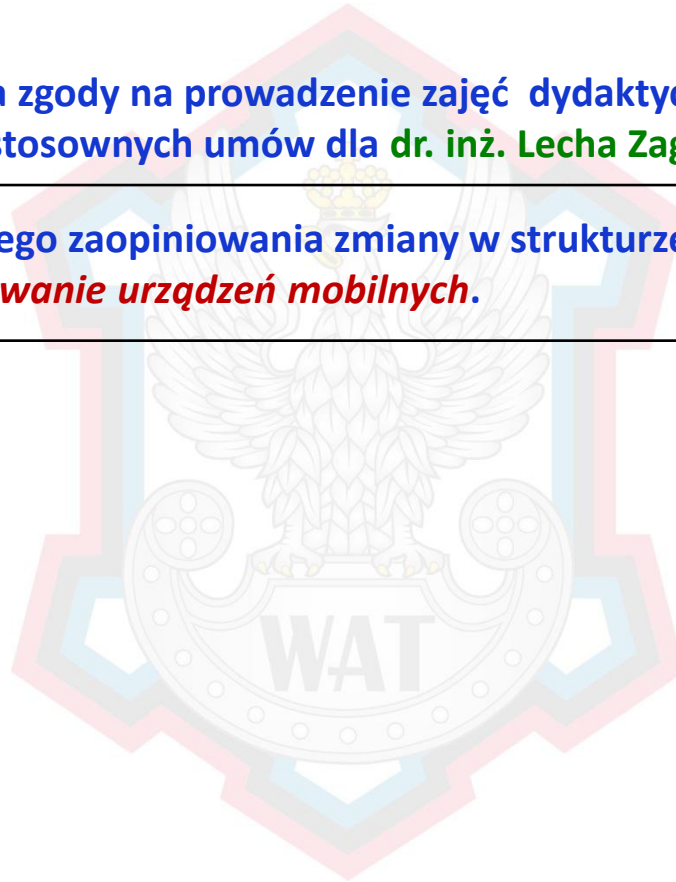 a zgody na prowadzenie zajęć dydaktyc
stosownych umów dla dr. inż. Lecha Zag
ego zaopiniowania zmiany w strukturze
wanie urządzeń mobilnych.
WAT